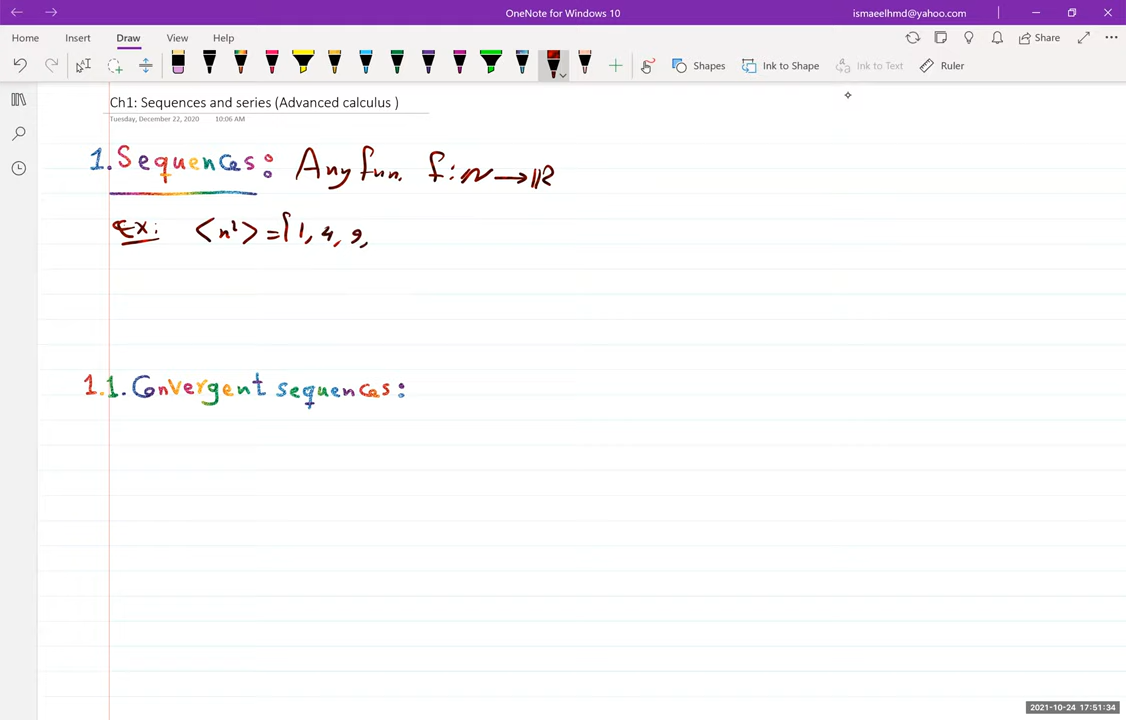 OneNote for Windows 10
ismaeelhmd@yahoo.com
Home Insert Draw View Help
Share
Shapes Ink to Shape Ink to Text Ruler
Ch1: Sequences and series (Advanced calculus )
Tuesday, December 22, 2020 10:06 AM
1. Sequences: Any fun. f: N → ℝ
Ex: <n²> = { 1, 4, 9,
1.1. Convergent sequences:
2021-10-24 17:51:34